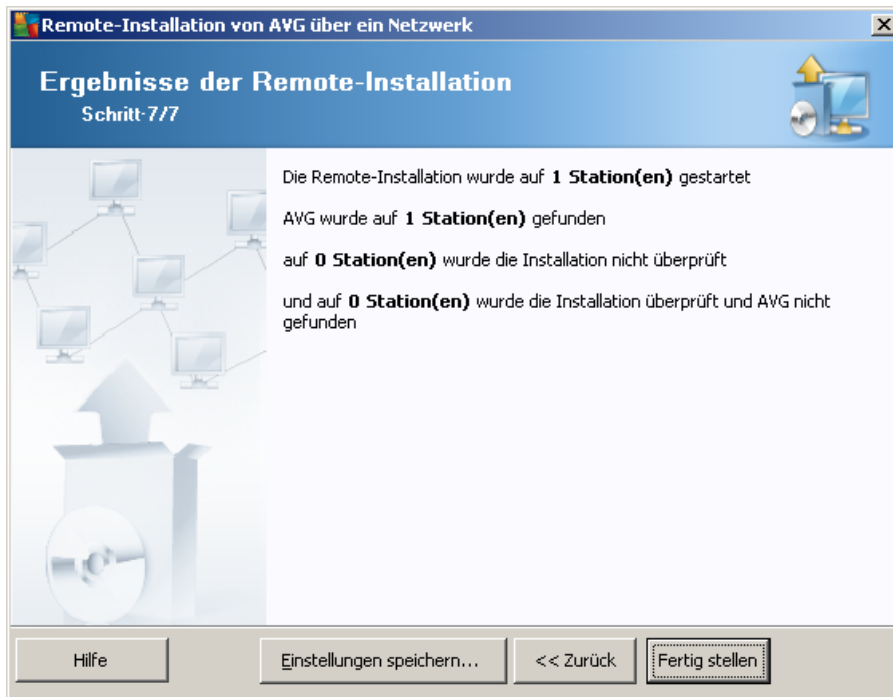 Remote-Installation von AVG über ein Netzwerk
Ergebnisse der Remote-Installation
Schritt-7/7
Die Remote-Installation wurde auf 1 Station(en) gestartet
AVG wurde auf 1 Station(en) gefunden
auf 0 Station(en) wurde die Installation nicht überprüft
und auf 0 Station(en) wurde die Installation überprüft und AVG nicht
gefunden
Hilfe
Einstellungen speichern...
<< Zurück
Fertig stellen